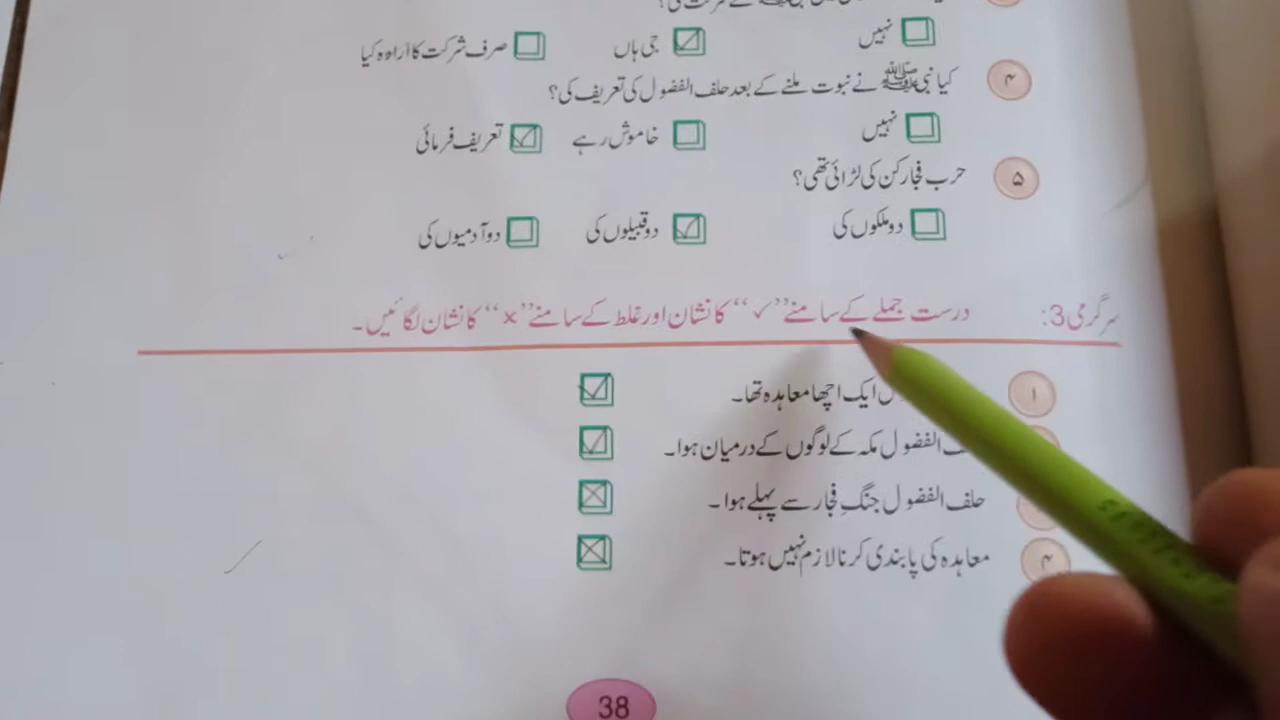 نہیں جی ہاں صرف شرکت کا ارادہ کیا
۴ کیا نبی ﷺ نے نبوت ملنے کے بعد حلف الفضول کی تعریف کی؟
نہیں خاموش رہے تعریف فرمائی
۵ حرب فجار کن کی لڑائی تھی؟
دو ملکوں کی دو قبیلوں کی دو آدمیوں کی
سرگرمی 3: درست جملے کے سامنے ”✓“ کا نشان اور غلط کے سامنے ”×“ کا نشان لگائیں۔
۱ ایک اچھا معاہدہ تھا۔
الفضول مکہ کے لوگوں کے درمیان ہوا۔
حلف الفضول جنگِ فجار سے پہلے ہوا۔
۴ معاہدہ کی پابندی کرنا لازم نہیں ہوتا۔
38